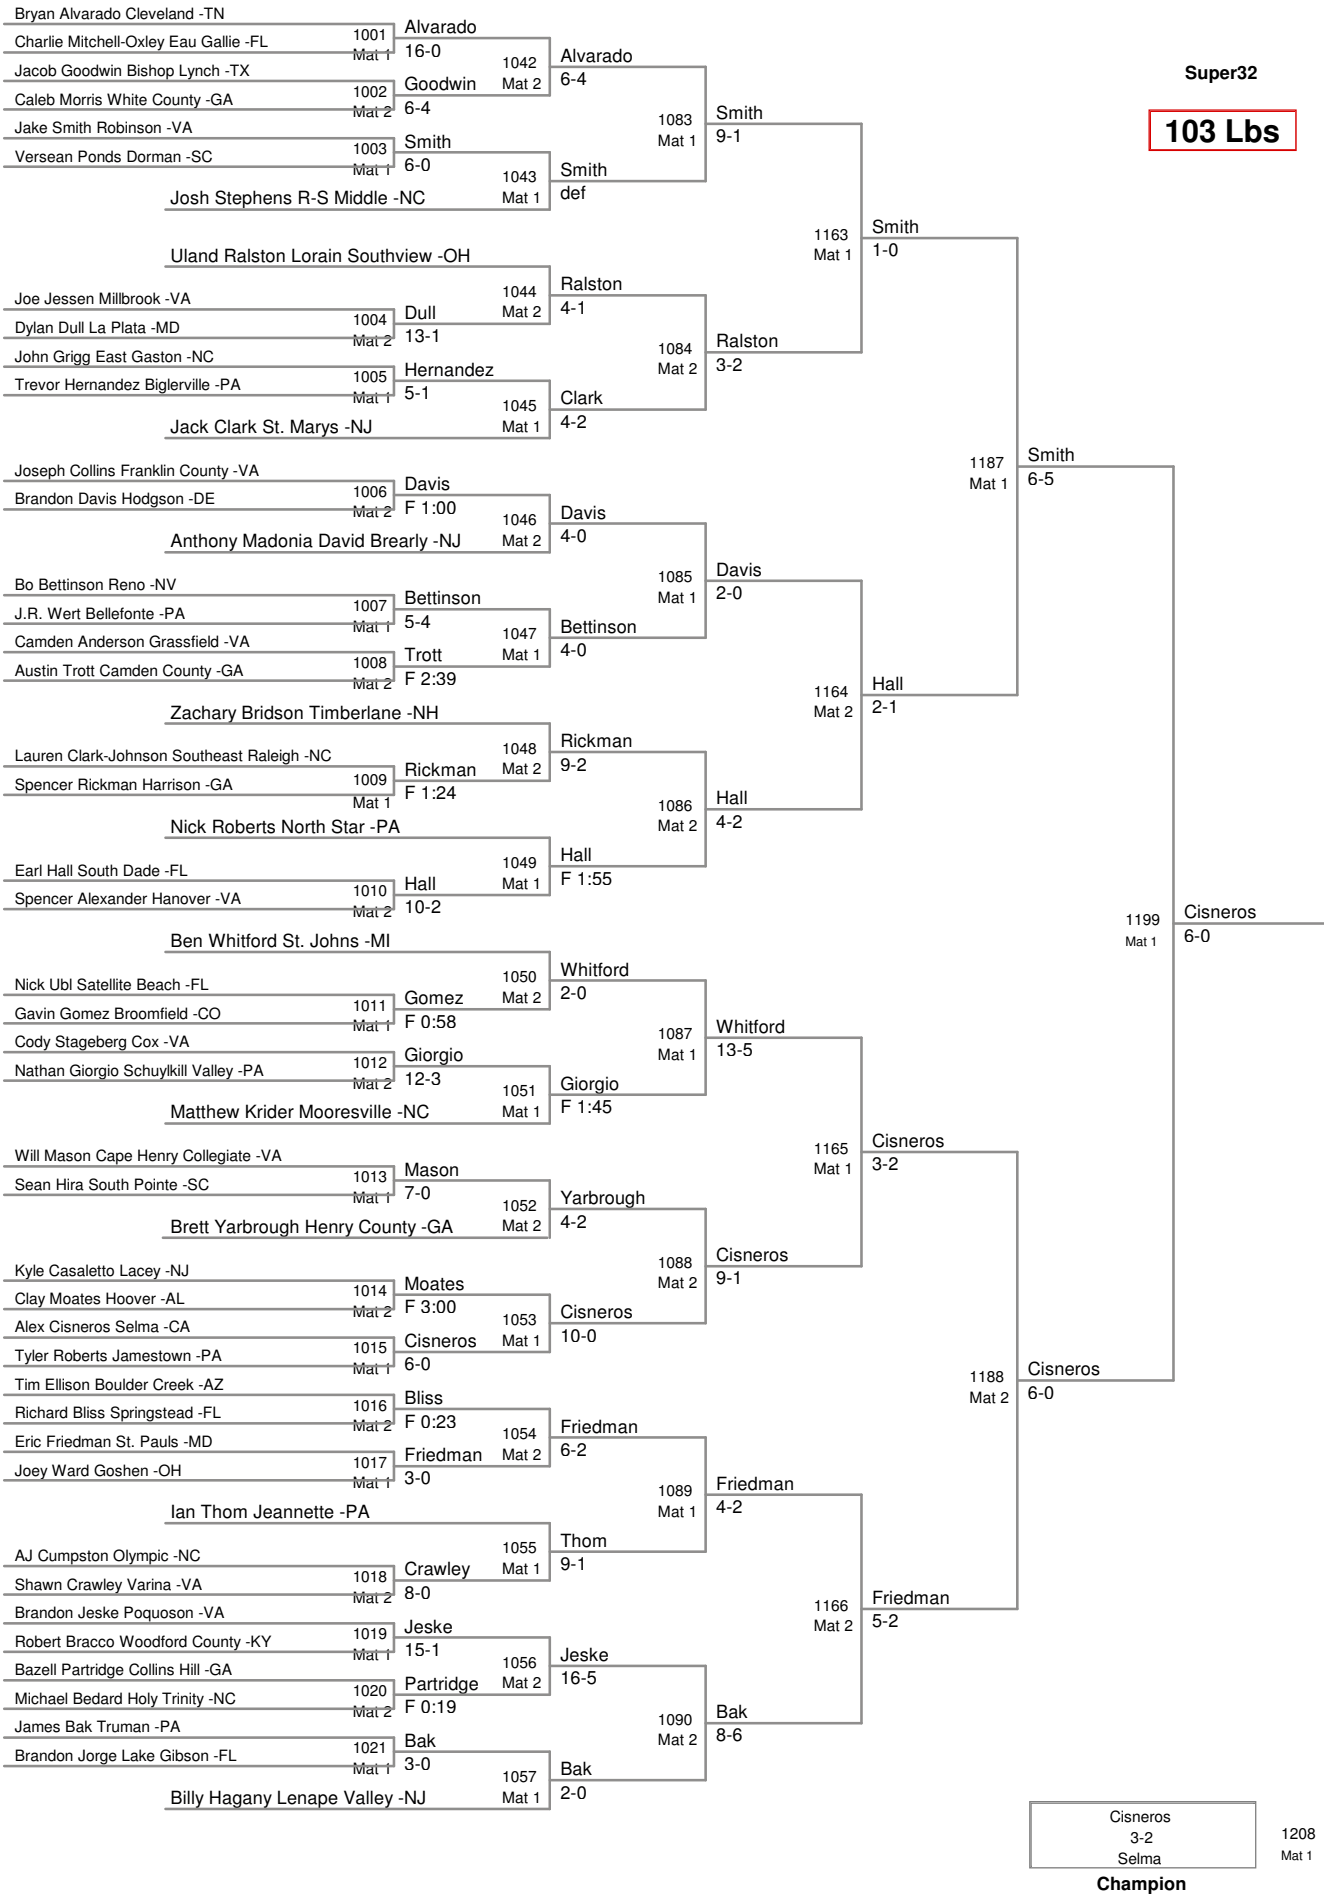 Bryan Alvarado Cleveland -TN
Charlie Mitchell-Oxley Eau Gallie -FL
1001
Mat 1
Alvarado
16-0
Jacob Goodwin Bishop Lynch -TX
Caleb Morris White County -GA
1002
Mat 2
Goodwin
6-4
1042
Mat 2
Alvarado
6-4
Super32
103 Lbs
Jake Smith Robinson -VA
Versean Ponds Dorman -SC
1003
Mat 1
Smith
6-0
Josh Stephens R-S Middle -NC
1043
Mat 1
Smith
def
1083
Mat 1
Smith
9-1
Uland Ralston Lorain Southview -OH
Joe Jessen Millbrook -VA
Dylan Dull La Plata -MD
1004
Mat 2
Dull
13-1
1044
Mat 2
Ralston
4-1
John Grigg East Gaston -NC
Trevor Hernandez Biglerville -PA
1005
Mat 1
Hernandez
5-1
Jack Clark St. Marys -NJ
1045
Mat 1
Clark
4-2
1084
Mat 2
Ralston
3-2
1163
Mat 1
Smith
1-0
Joseph Collins Franklin County -VA
Brandon Davis Hodgson -DE
1006
Mat 2
Davis
F 1:00
Anthony Madonia David Brearly -NJ
1046
Mat 2
Davis
4-0
Bo Bettinson Reno -NV
J.R. Wert Bellefonte -PA
1007
Mat 1
Bettinson
5-4
Camden Anderson Grassfield -VA
Austin Trott Camden County -GA
1008
Mat 2
Trott
F 2:39
1047
Mat 1
Bettinson
4-0
1085
Mat 1
Davis
2-0
Zachary Bridson Timberlane -NH
Lauren Clark-Johnson Southeast Raleigh -NC
Spencer Rickman Harrison -GA
1009
Mat 1
Rickman
F 1:24
1048
Mat 2
Rickman
9-2
Nick Roberts North Star -PA
Earl Hall South Dade -FL
Spencer Alexander Hanover -VA
1010
Mat 2
Hall
10-2
1049
Mat 1
Hall
F 1:55
1086
Mat 2
Hall
4-2
1164
Mat 2
Hall
2-1
1187
Mat 1
Smith
6-5
Ben Whitford St. Johns -MI
Nick Ubl Satellite Beach -FL
Gavin Gomez Broomfield -CO
1011
Mat 1
Gomez
F 0:58
1050
Mat 2
Whitford
2-0
Cody Stageberg Cox -VA
Nathan Giorgio Schuylkill Valley -PA
1012
Mat 2
Giorgio
12-3
Matthew Krider Mooresville -NC
1051
Mat 1
Giorgio
F 1:45
1087
Mat 1
Whitford
13-5
Will Mason Cape Henry Collegiate -VA
Sean Hira South Pointe -SC
1013
Mat 1
Mason
7-0
Brett Yarbrough Henry County -GA
1052
Mat 2
Yarbrough
4-2
Kyle Casaletto Lacey -NJ
Clay Moates Hoover -AL
1014
Mat 2
Moates
F 3:00
Alex Cisneros Selma -CA
Tyler Roberts Jamestown -PA
1015
Mat 1
Cisneros
6-0
1053
Mat 1
Cisneros
10-0
1088
Mat 2
Cisneros
9-1
1165
Mat 1
Cisneros
3-2
Tim Ellison Boulder Creek -AZ
Richard Bliss Springstead -FL
1016
Mat 2
Bliss
F 0:23
Eric Friedman St. Pauls -MD
Joey Ward Goshen -OH
1017
Mat 1
Friedman
3-0
1054
Mat 2
Friedman
6-2
Ian Thom Jeannette -PA
AJ Cumpston Olympic -NC
Shawn Crawley Varina -VA
1018
Mat 2
Crawley
8-0
1055
Mat 1
Thom
9-1
1089
Mat 1
Friedman
4-2
Brandon Jeske Poquoson -VA
Robert Bracco Woodford County -KY
1019
Mat 1
Jeske
15-1
Bazell Partridge Collins Hill -GA
Michael Bedard Holy Trinity -NC
1020
Mat 2
Partridge
F 0:19
1056
Mat 2
Jeske
16-5
James Bak Truman -PA
Brandon Jorge Lake Gibson -FL
1021
Mat 1
Bak
3-0
Billy Hagany Lenape Valley -NJ
1057
Mat 1
Bak
2-0
1090
Mat 2
Bak
8-6
1166
Mat 2
Friedman
5-2
1188
Mat 2
Cisneros
6-0
1199
Mat 1
Cisneros
6-0
Cisneros
3-2
Selma
1208
Mat 1
Champion